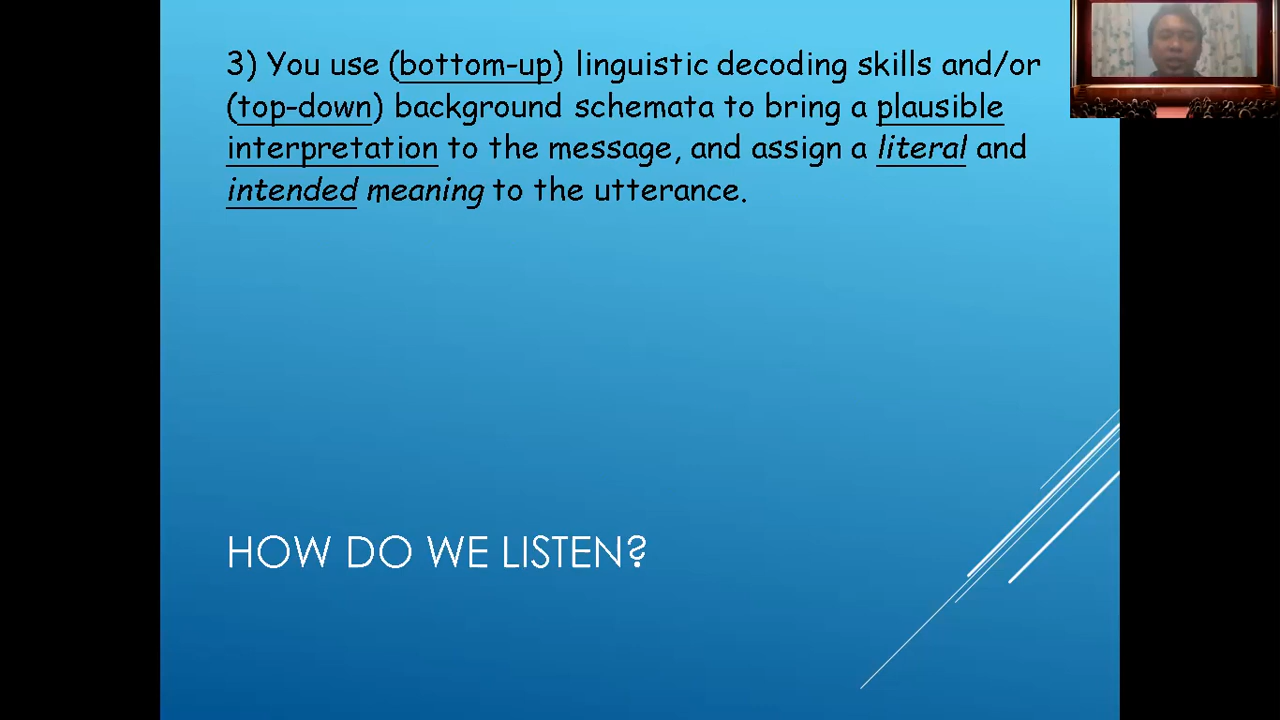 3) You use (bottom-up) linguistic decoding skills and/or
(top-down) background schemata to bring a plausible
interpretation to the message, and assign a literal and
intended meaning to the utterance.
HOW DO WE LISTEN?